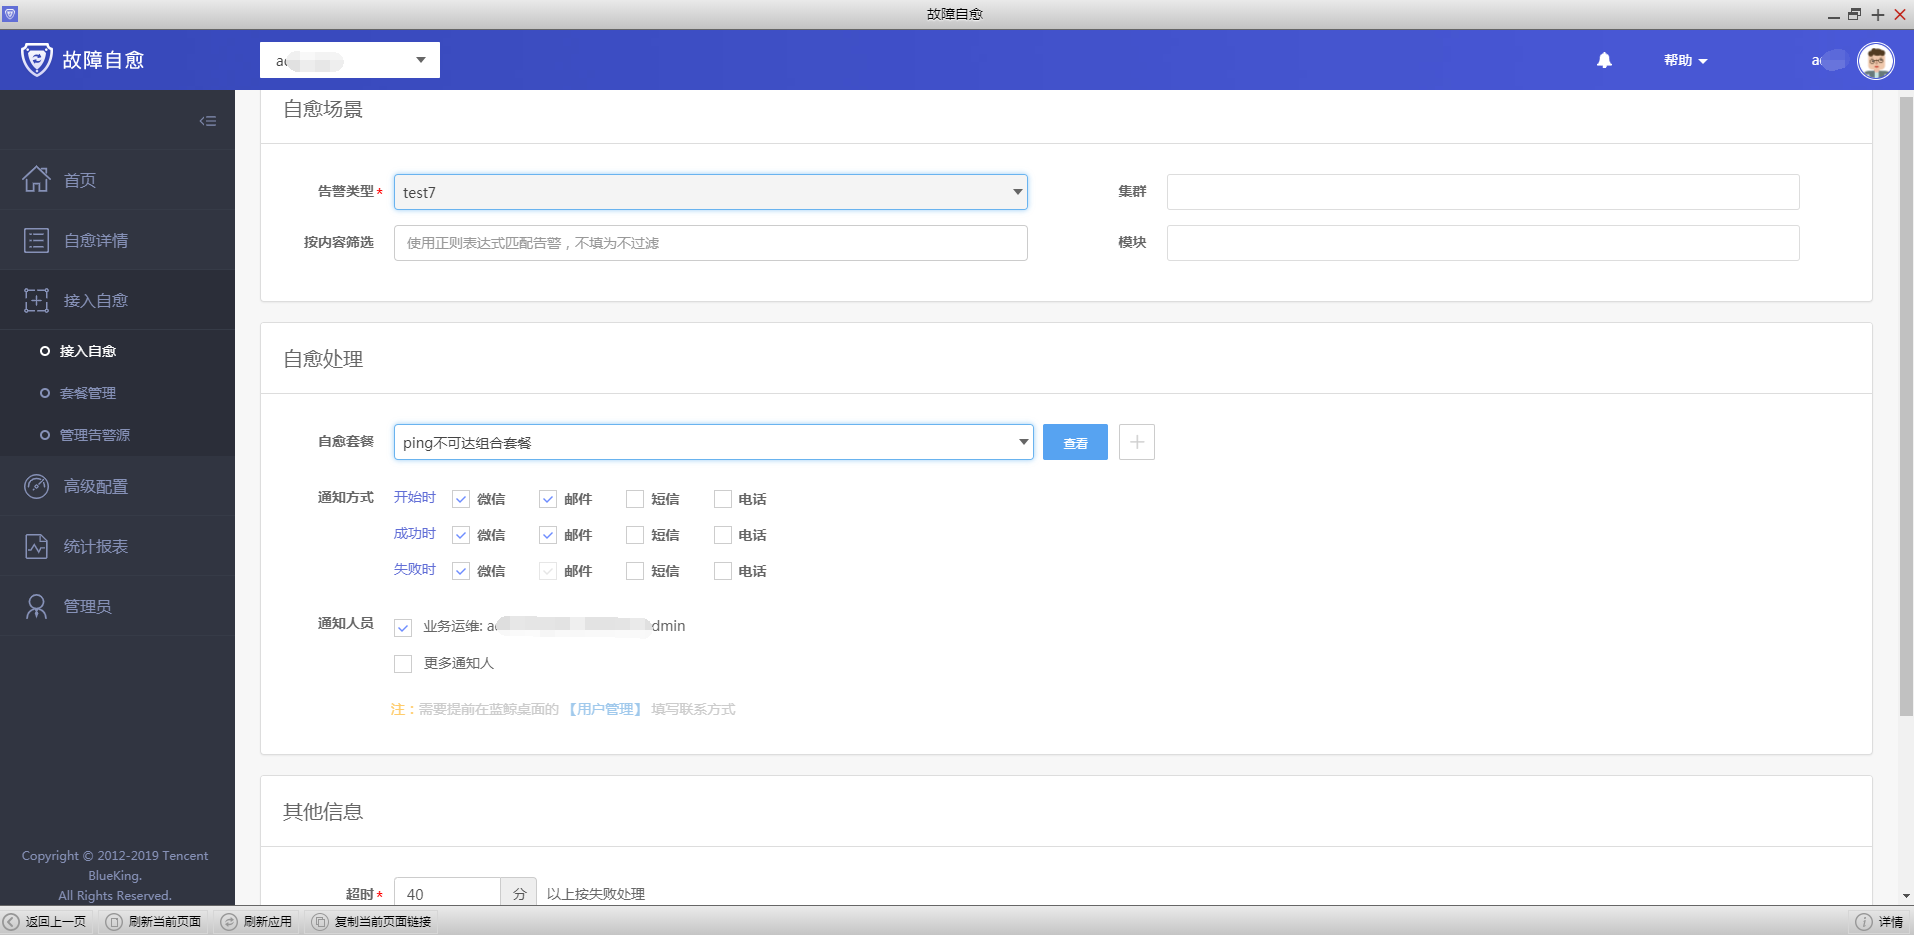 故障自愈
故障自愈
a
帮助
a
首页
自愈详情
接入自愈
接入自愈
套餐管理
管理告警源
高级配置
统计报表
管理员
Copyright © 2012-2019 Tencent
BlueKing.
All Rights Reserved.
自愈场景
告警类型* test7
集群
按内容筛选 使用正则表达式匹配告警，不填为不过滤
模块
自愈处理
自愈套餐 ping不可达组合套餐 查看
通知方式 开始时 微信 邮件 短信 电话
成功时 微信 邮件 短信 电话
失败时 微信 邮件 短信 电话
通知人员 业务运维: a dmin
更多通知人
注：需要提前在蓝鲸桌面的 【用户管理】 填写联系方式
其他信息
超时* 40 分 以上按失败处理
返回上一页 刷新当前页面 刷新应用 复制当前页面链接 详情